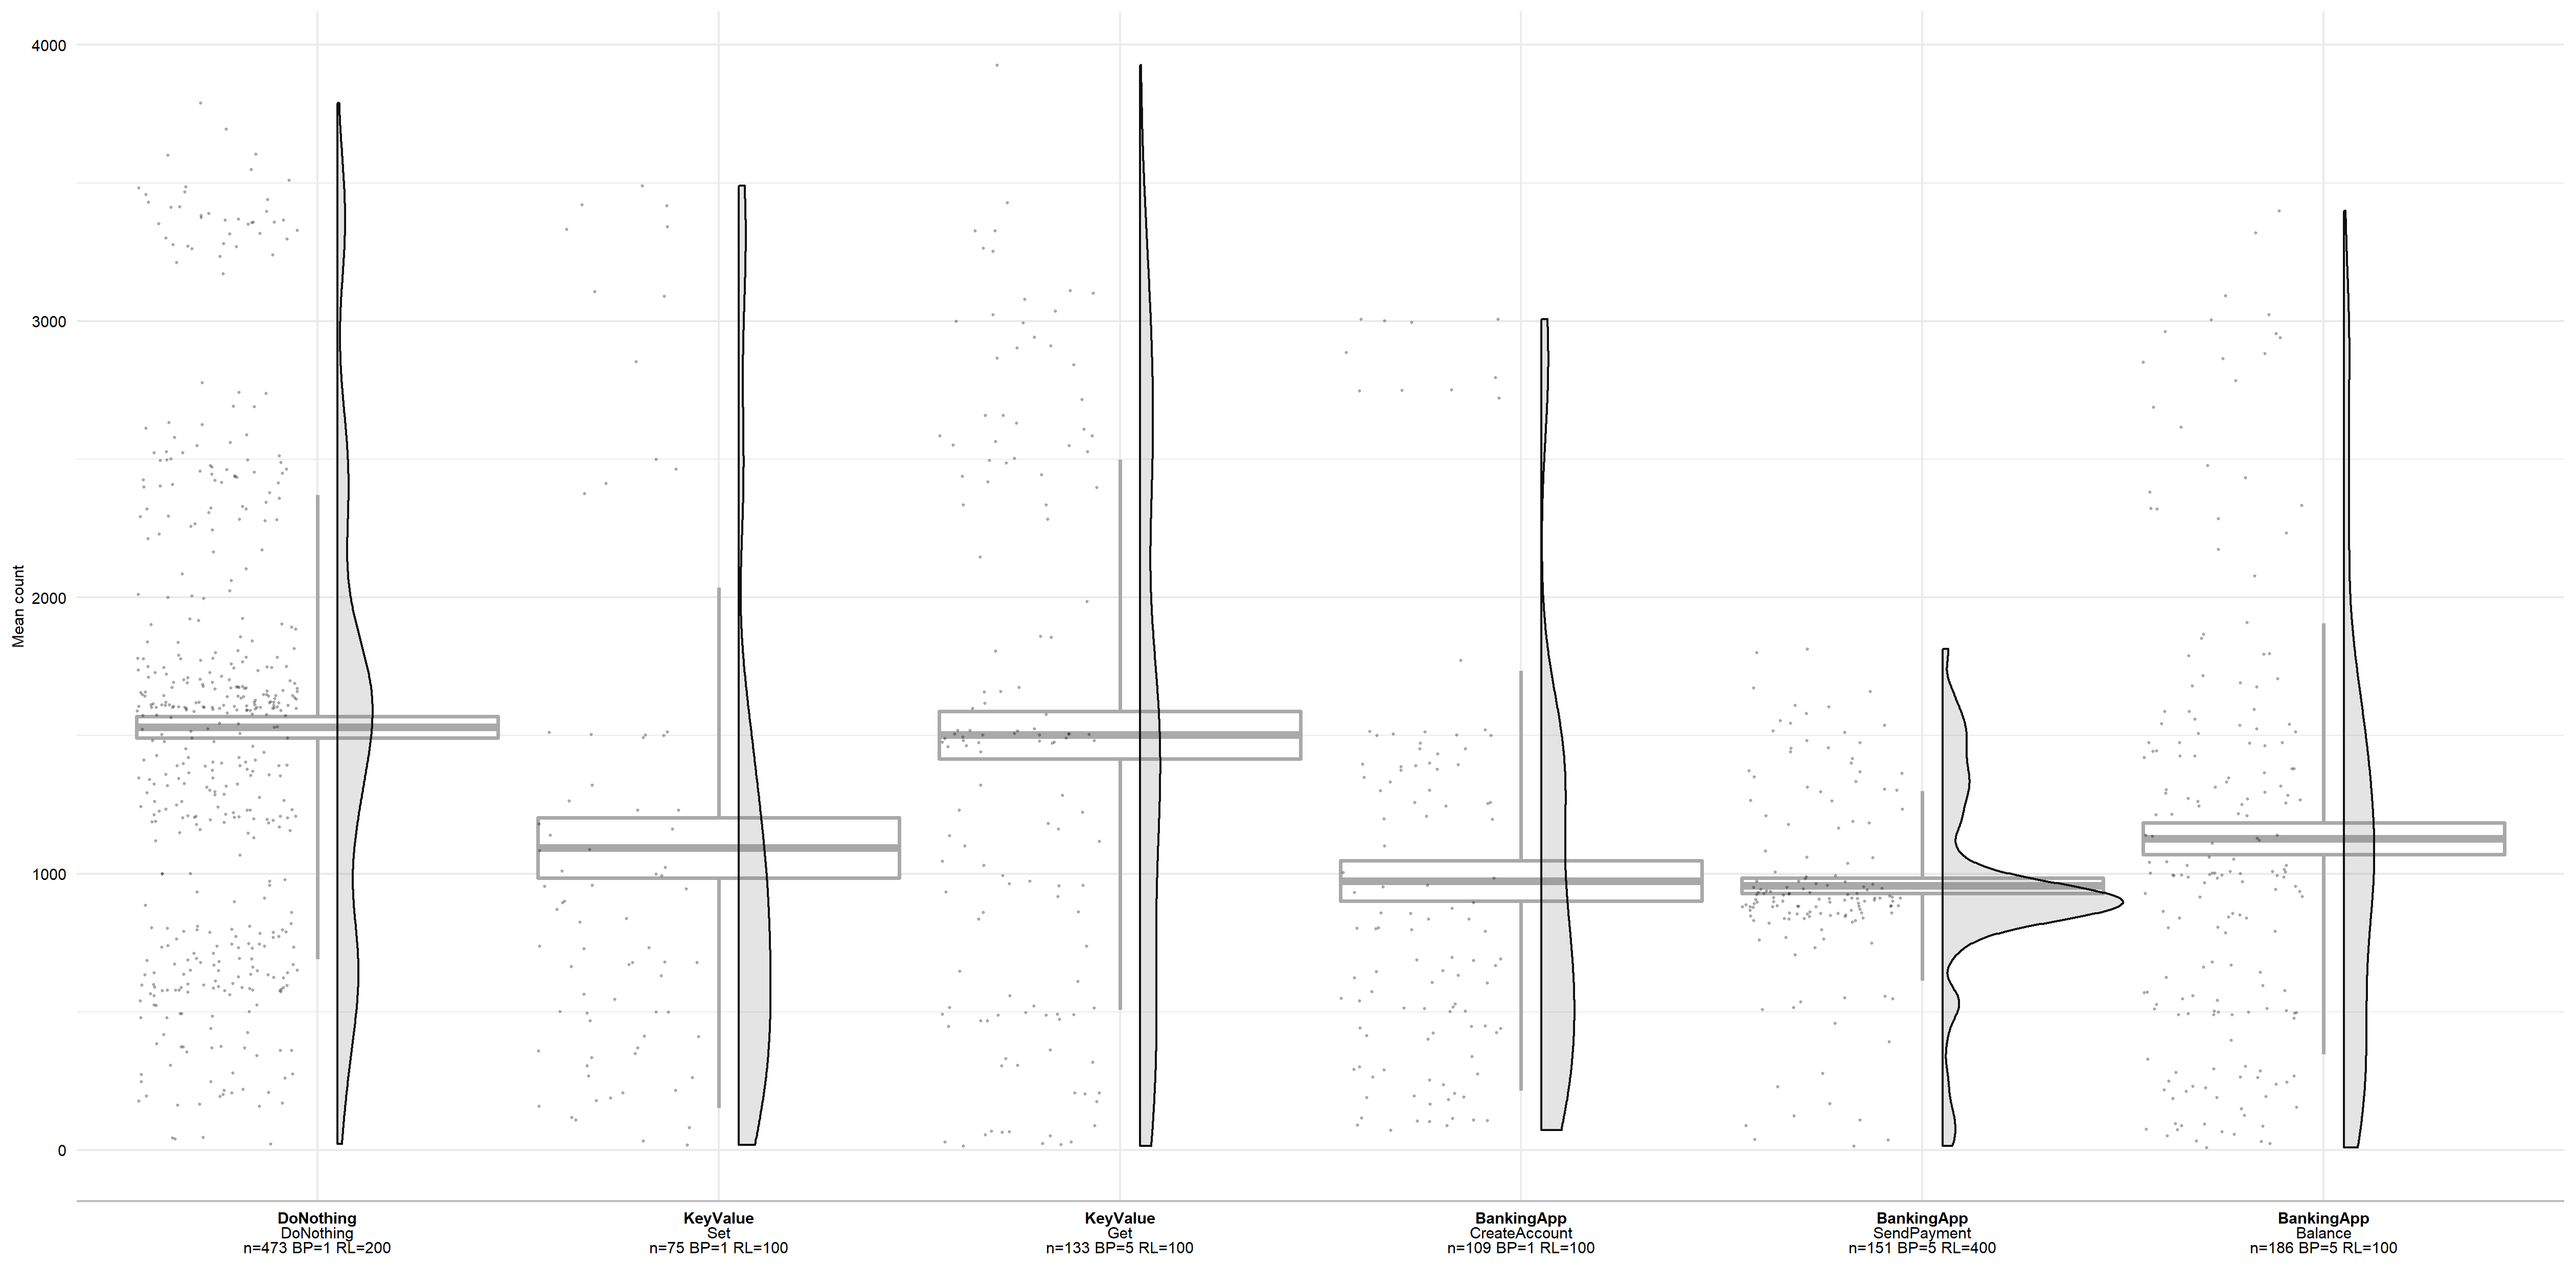 4000
3000
2000
1000
0
Mean count
DoNothing
DoNothing
n=473 BP=1 RL=200
KeyValue
Set
n=75 BP=1 RL=100
KeyValue
Get
n=133 BP=5 RL=100
BankingApp
CreateAccount
n=109 BP=1 RL=100
BankingApp
SendPayment
n=151 BP=5 RL=400
BankingApp
Balance
n=186 BP=5 RL=100